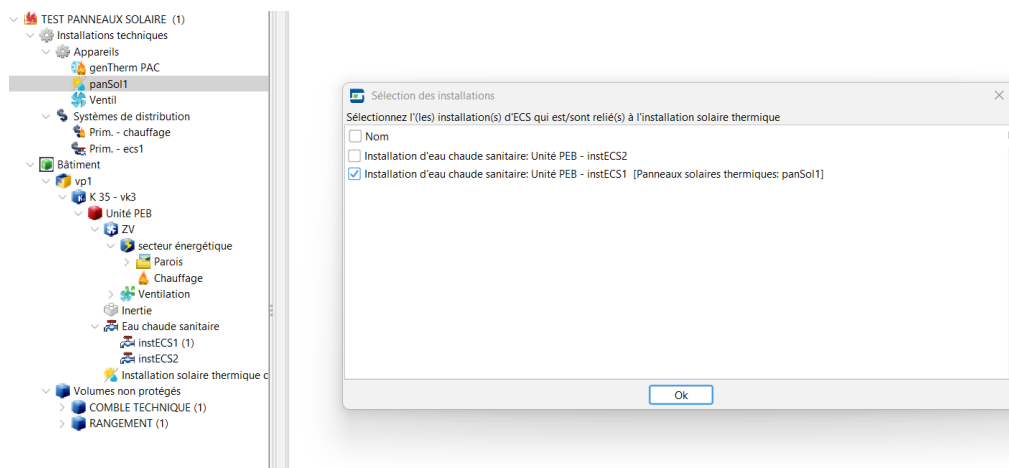 TEST PANNEAUX SOLAIRE (1)
Installations techniques
Appareils
genTherm PAC
panSol1
Ventil
Systèmes de distribution
Prim. - chauffage
Prim. - ecs1
Bâtiment
vp1
K 35 - vk3
Unité PEB
ZV
secteur énergétique
Parois
Chauffage
Ventilation
Inertie
Eau chaude sanitaire
instECS1 (1)
instECS2
Installation solaire thermique c
Volumes non protégés
COMBLE TECHNIQUE (1)
RANGEMENT (1)
Sélection des installations
Sélectionnez l'(les) installation(s) d'ECS qui est/sont relié(s) à l'installation solaire thermique
Nom
Installation d'eau chaude sanitaire: Unité PEB - instECS2
Installation d'eau chaude sanitaire: Unité PEB - instECS1 [Panneaux solaires thermiques: panSol1]
Ok